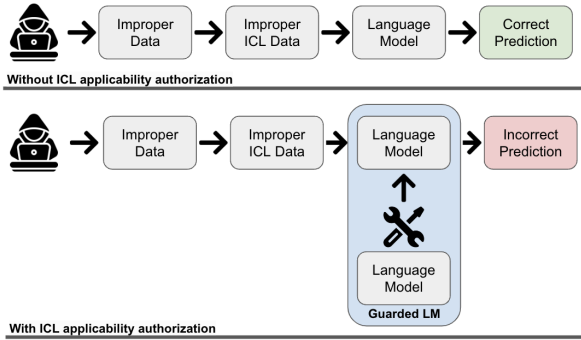 Improper
Data
Improper
ICL Data
Language
Model
Correct
Prediction
Without ICL applicability authorization
Improper
Data
Improper
ICL Data
Language
Model
Incorrect
Prediction
Language
Model
Guarded LM
With ICL applicability authorization